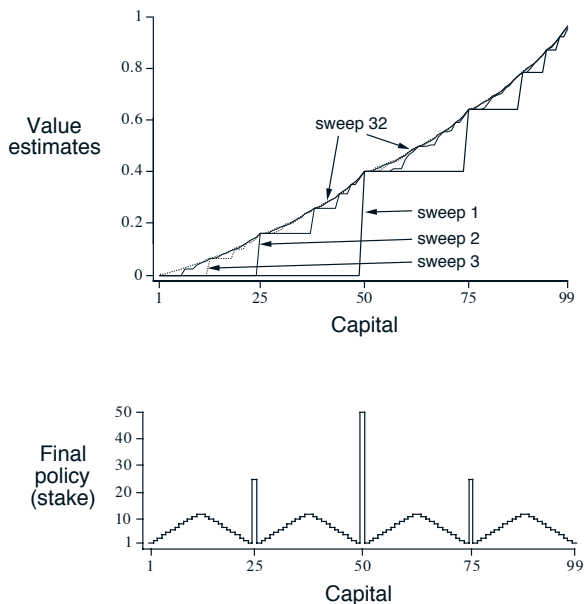 1
0.8
0.6
0.4
0.2
0
Value
estimates
sweep 32
sweep 1
sweep 2
sweep 3
1 25 50 75 99
Capital
50
40
30
20
10
1
Final
policy
(stake)
1 25 50 75 99
Capital